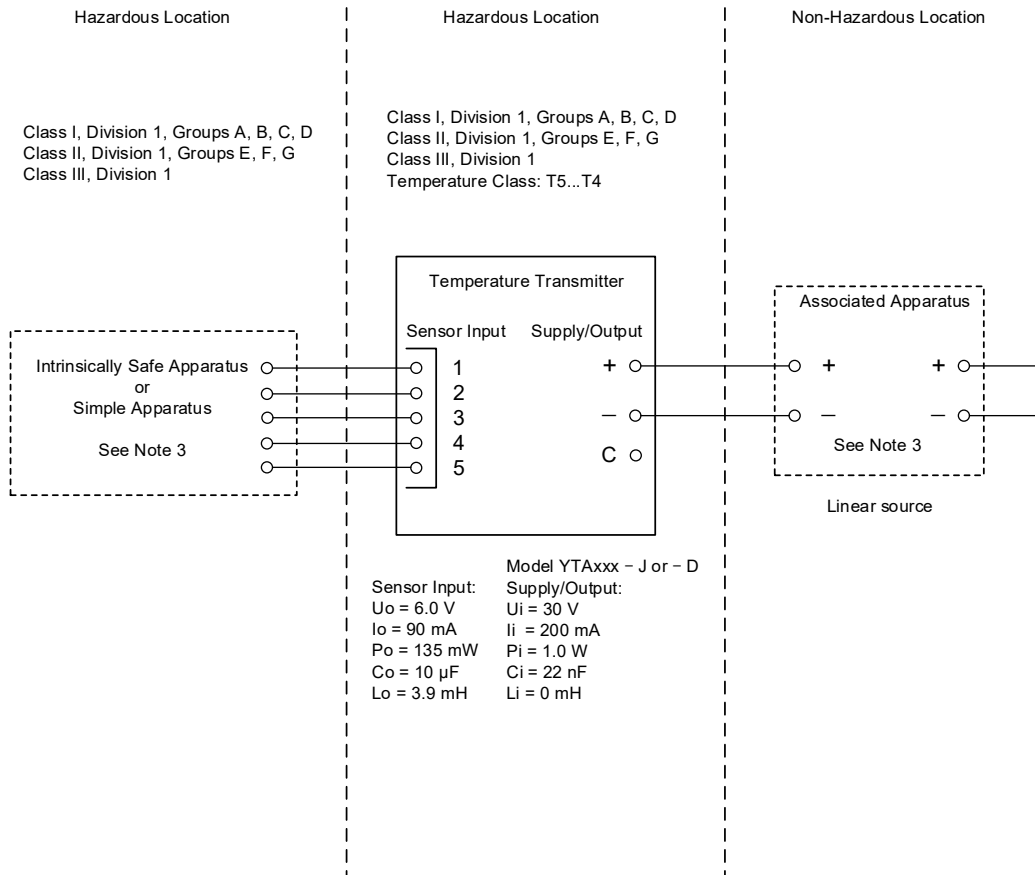 Hazardous Location
Hazardous Location
Non-Hazardous Location
Class I, Division 1, Groups A, B, C, D
Class II, Division 1, Groups E, F, G
Class III, Division 1
Class I, Division 1, Groups A, B, C, D
Class II, Division 1, Groups E, F, G
Class III, Division 1
Temperature Class: T5...T4
Intrinsically Safe Apparatus
or
Simple Apparatus
See Note 3
Temperature Transmitter
Sensor Input
Supply/Output
1
2
3
4
5
+
−
C
Associated Apparatus
+
+
−
−
See Note 3
Linear source
Sensor Input:
Uo = 6.0 V
Io = 90 mA
Po = 135 mW
Co = 10 µF
Lo = 3.9 mH
Model YTAxxx − J or − D
Supply/Output:
Ui = 30 V
Ii = 200 mA
Pi = 1.0 W
Ci = 22 nF
Li = 0 mH